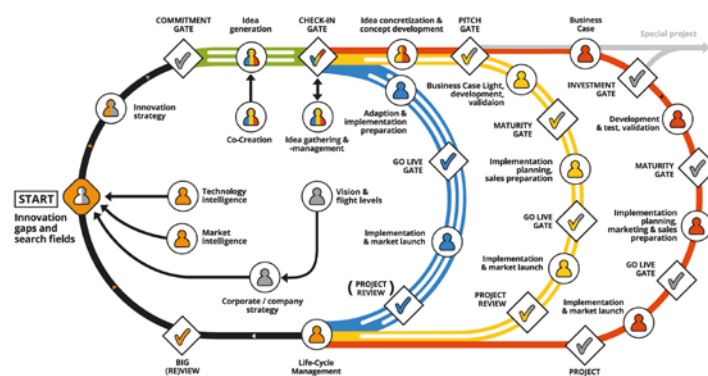 COMMITMENT
GATE
Idea
generation
CHECK-IN
GATE
Idea concretization &
concept development
PITCH
GATE
Business
Case
Special project
Innovation
strategy
Co-Creation
Idea gathering &
-management
Adaption &
implementation
preparation
Business Case Light,
development,
validaion
INVESTMENT
GATE
Development
& test, validation
MATURITY
GATE
GO LIVE
GATE
MATURITY
GATE
START
Innovation
gaps and
search fields
Technology
intelligence
Vision &
flight levels
Implementation
planning,
sales preparation
Market
intelligence
Implementation
& market launch
GO LIVE
GATE
Implementation
planning,
marketing & sales
preparation
Corporate / company
strategy
(PROJECT
REVIEW)
Implementation
& market launch
GO LIVE
GATE
PROJECT
REVIEW
Implementation
& market launch
BIG
(RE)VIEW
Life-Cycle
Management
PROJECT